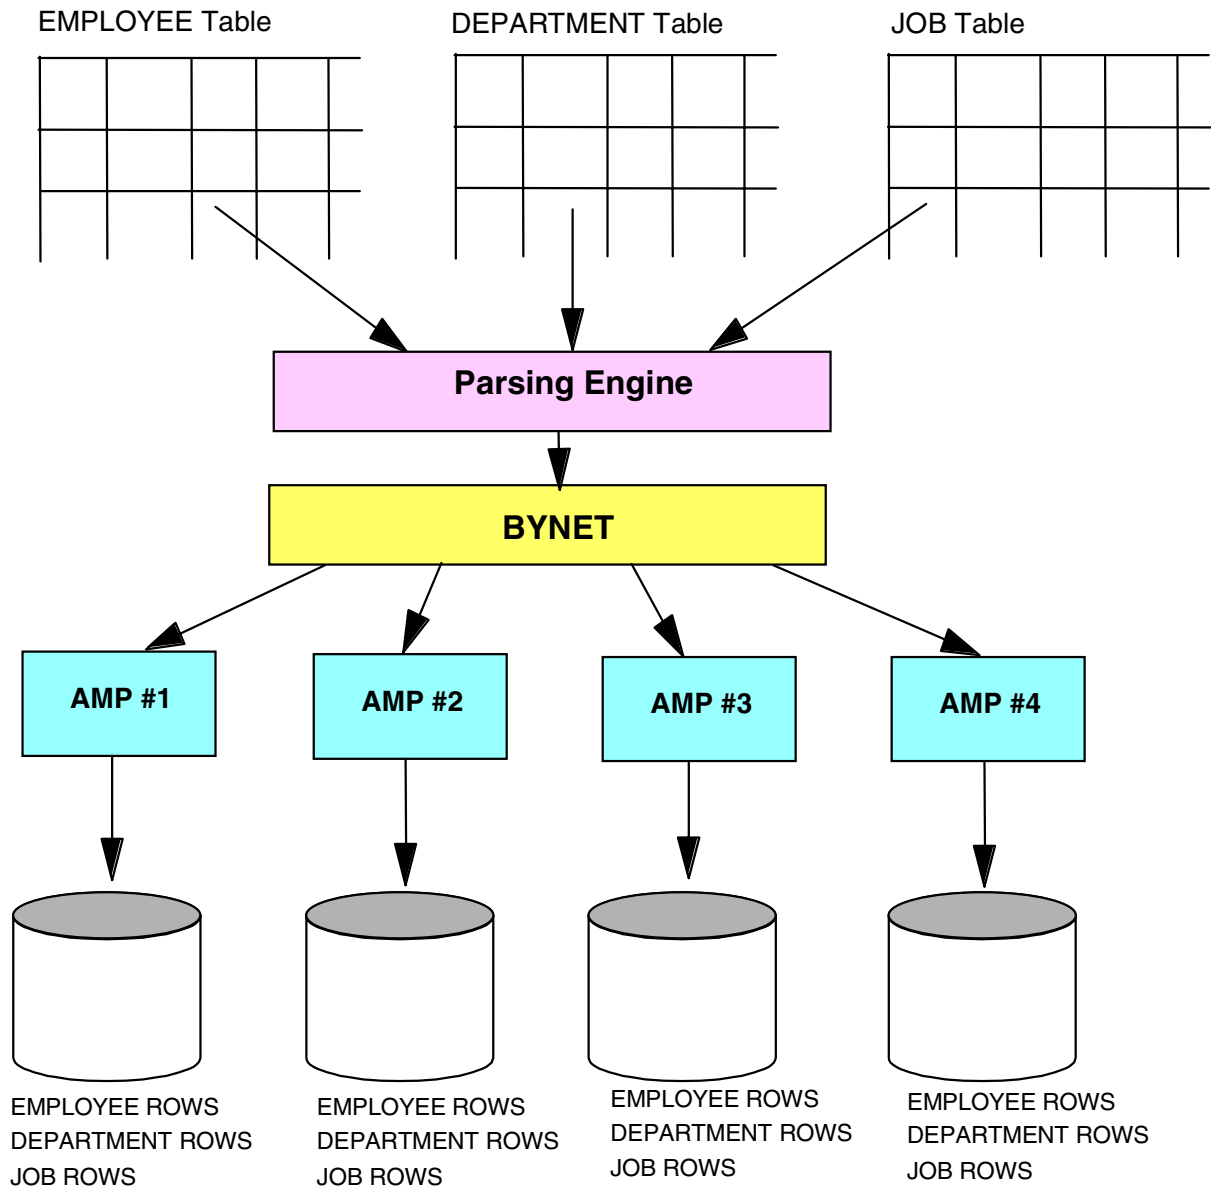 EMPLOYEE Table
DEPARTMENT Table
JOB Table
Parsing Engine
BYNET
AMP #1
AMP #2
AMP #3
AMP #4
EMPLOYEE ROWS
DEPARTMENT ROWS
JOB ROWS
EMPLOYEE ROWS
DEPARTMENT ROWS
JOB ROWS
EMPLOYEE ROWS
DEPARTMENT ROWS
JOB ROWS
EMPLOYEE ROWS
DEPARTMENT ROWS
JOB ROWS